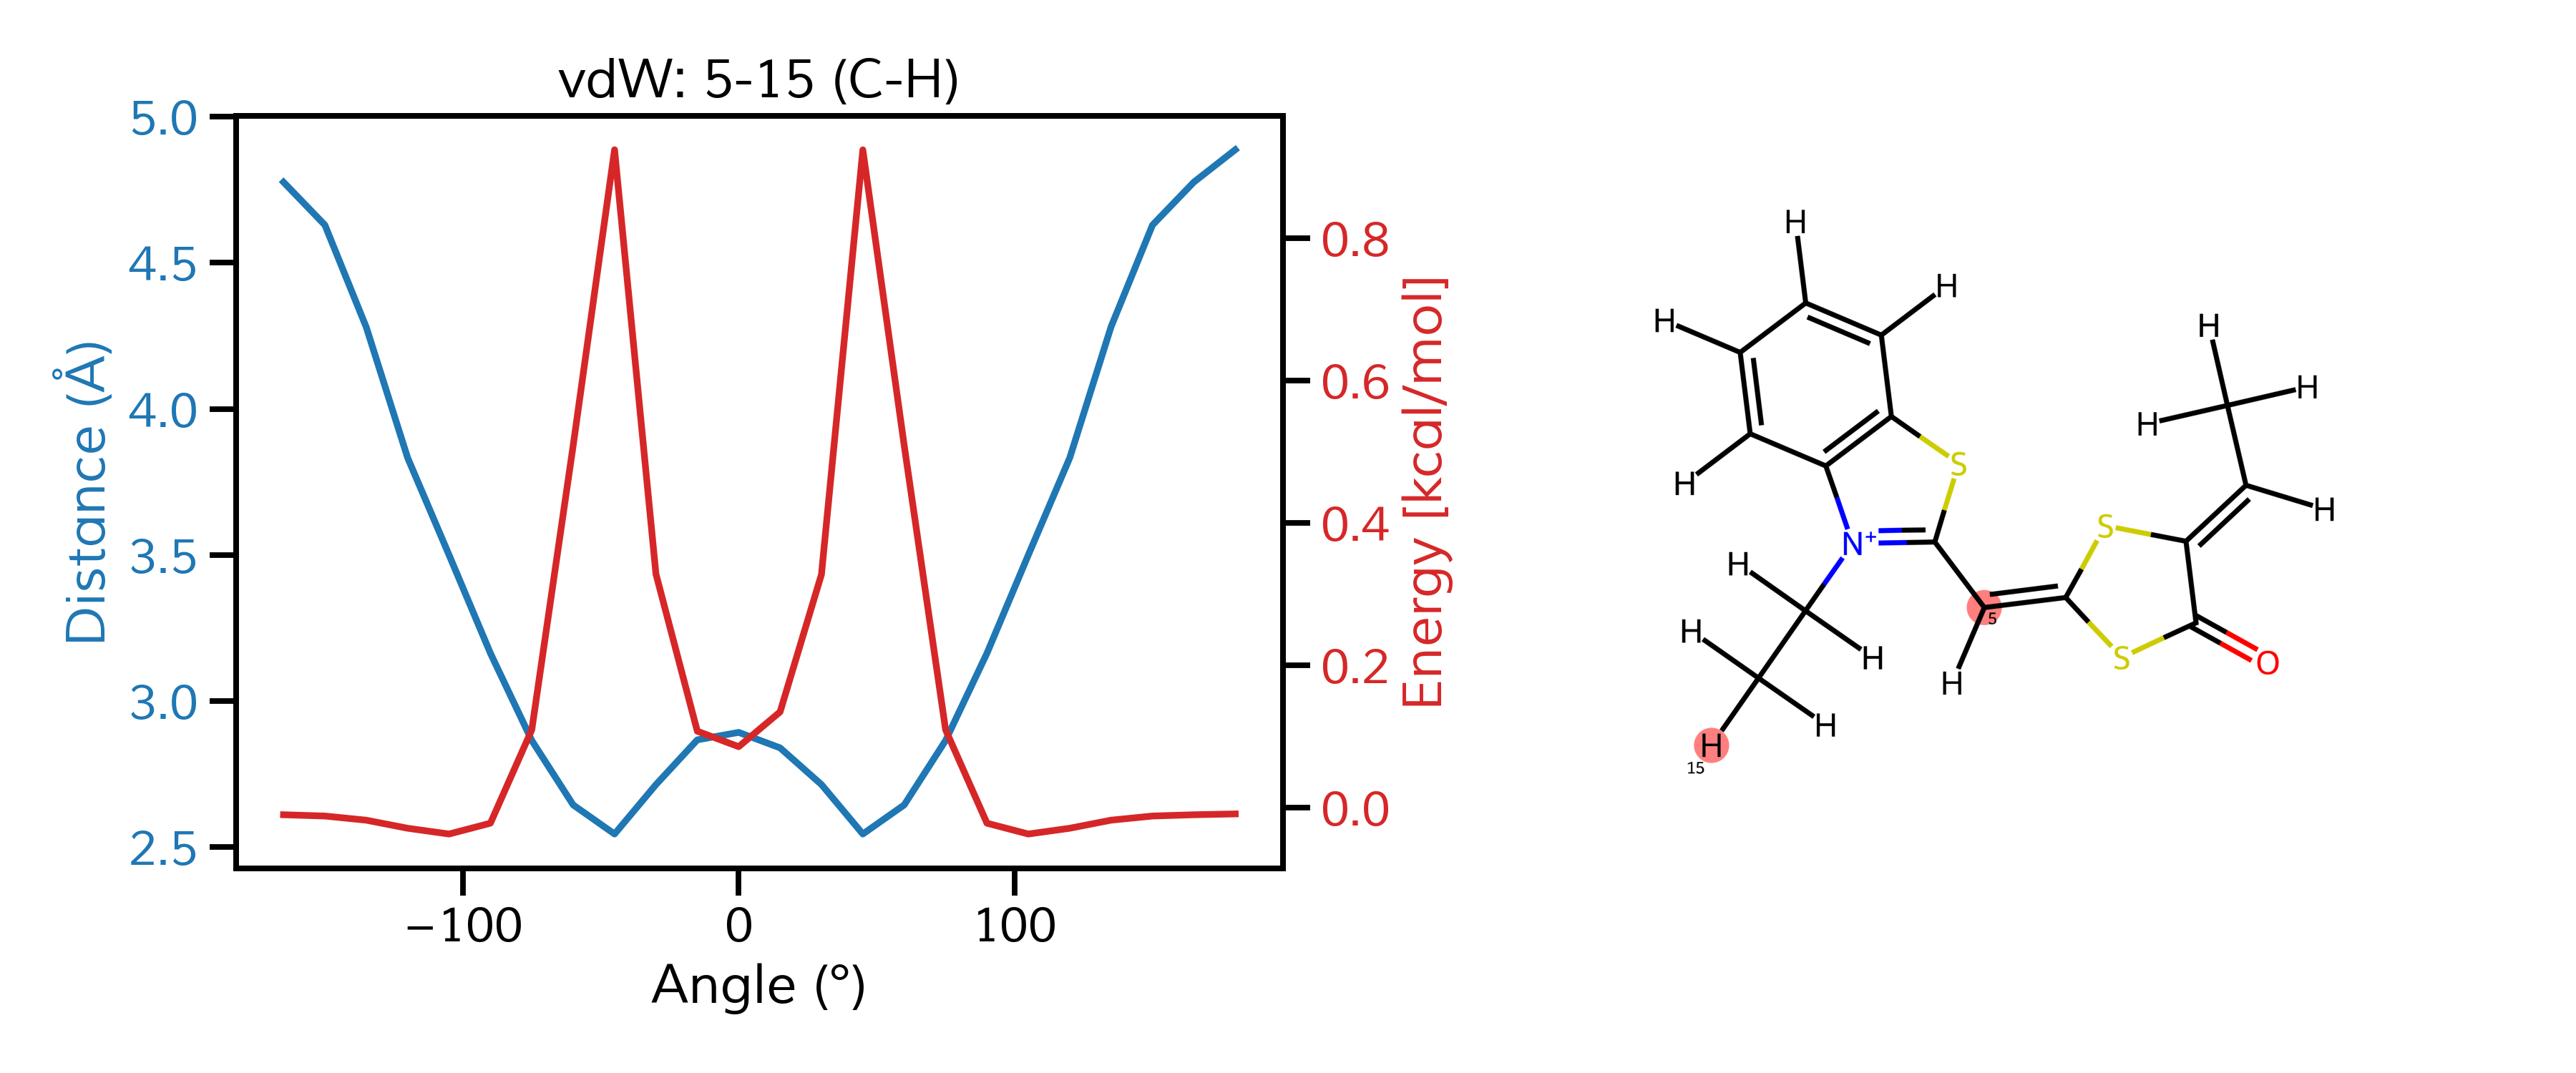 vdW: 5-15 (C-H)
5.0
4.5
4.0
3.5
3.0
2.5
Distance (Å)
−100
0
100
Angle (°)
0.8
0.6
0.4
0.2
0.0
Energy [kcal/mol]
H
H
H
H
H
H
S
H
H
S
H
N+
H
H
H
S
O
5
H
H
H
15